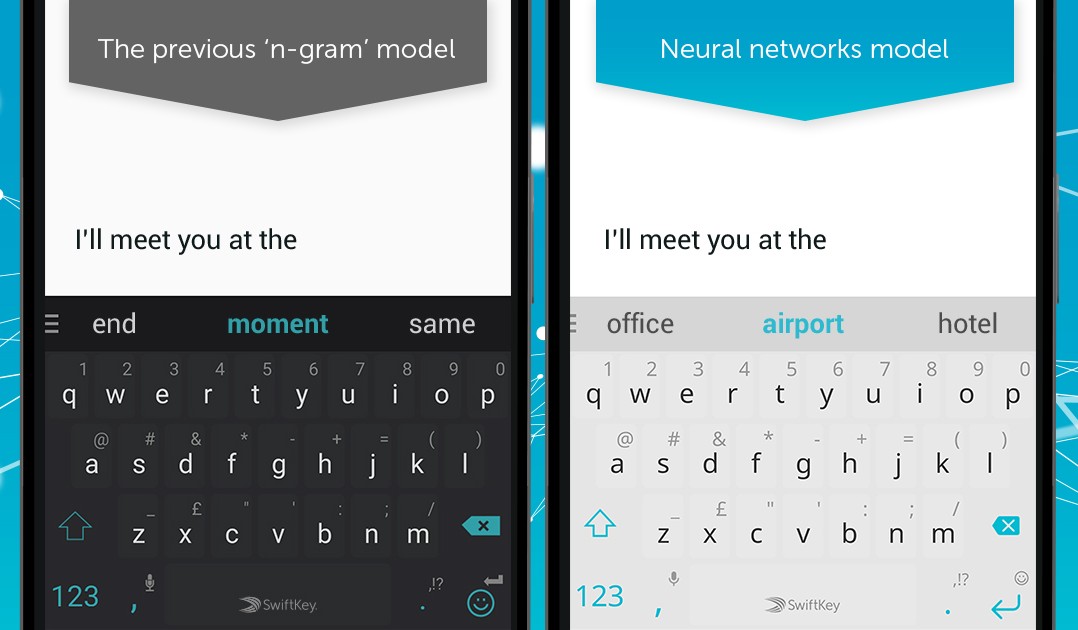 The previous ‘n-gram’ model
I'll meet you at the
end moment same
1 2 3 4 5 6 7 8 9 0
q w e r t y u i o p
@ # & * - + = ( )
a s d f g h j k l
_ £ " ' : ; /
z x c v b n m
123 , SwiftKey. . ,!?
Neural networks model
I'll meet you at the
office airport hotel
1 2 3 4 5 6 7 8 9 0
q w e r t y u i o p
@ # & * - + = ( )
a s d f g h j k l
_ £ " ' : ; /
z x c v b n m
123 , SwiftKey . ,!?